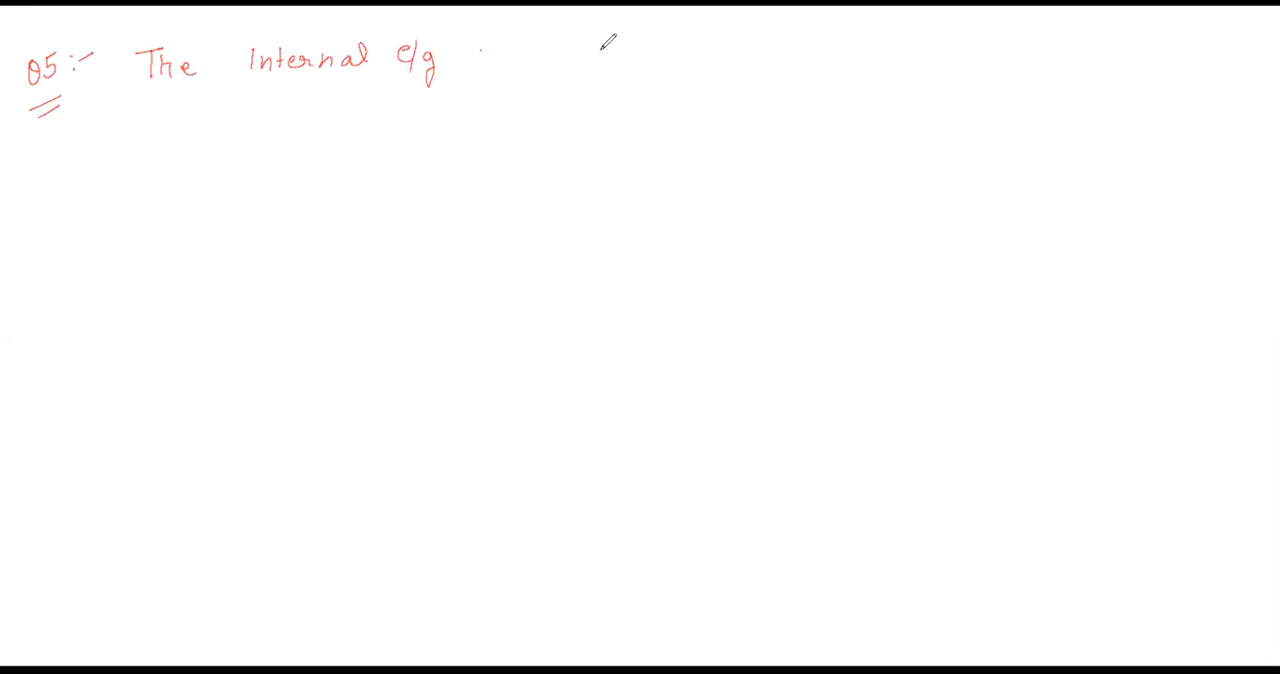 Q5:- The Internal e/g